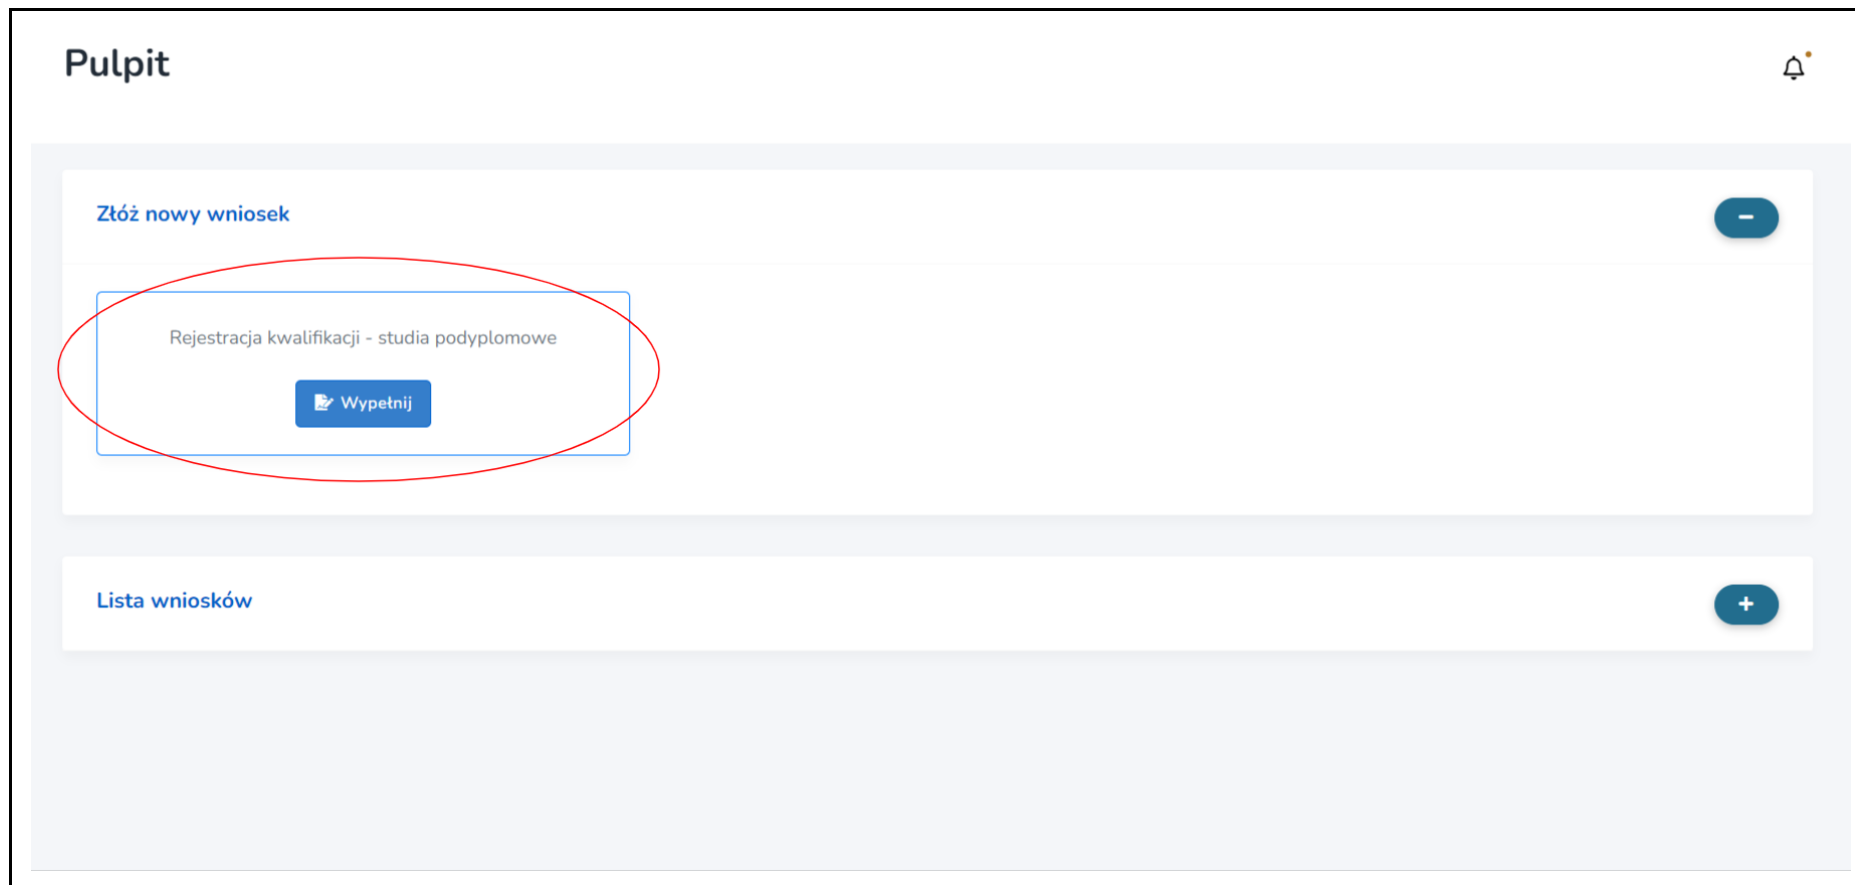 Pulpit
Złóż nowy wniosek
Rejestracja kwalifikacji - studia podyplomowe
Wypełnij
Lista wniosków